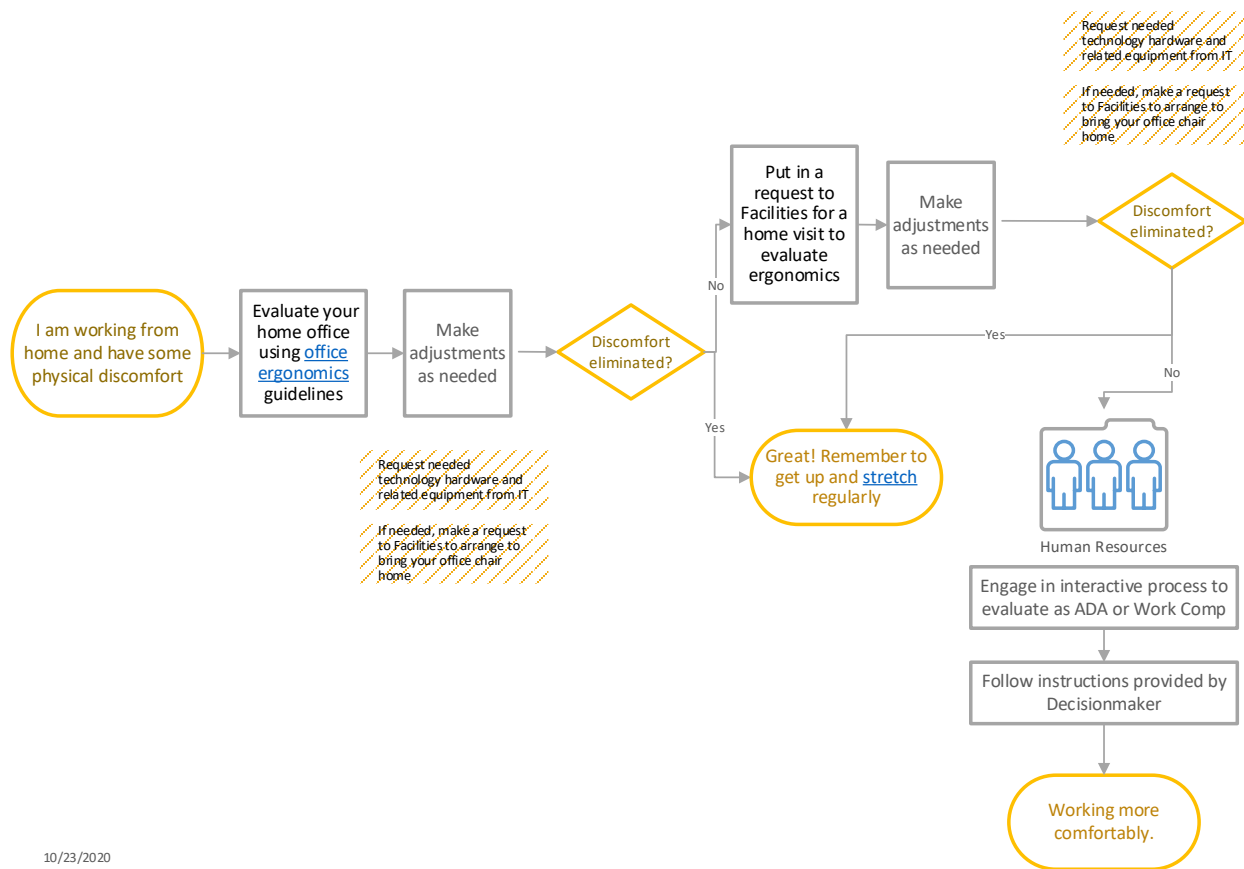 I am working from
home and have some
physical discomfort
Evaluate your
home office
using office
ergonomics
guidelines
Make
adjustments
as needed
Request needed
technology hardware and
related equipment from IT
If needed, make a request
to Facilities to arrange to
bring your office chair
home
Discomfort
eliminated?
No
Yes
Put in a
request to
Facilities for a
home visit to
evaluate
ergonomics
Make
adjustments
as needed
Request needed
technology hardware and
related equipment from IT
If needed, make a request
to Facilities to arrange to
bring your office chair
home
Discomfort
eliminated?
Yes
No
Great! Remember to
get up and stretch
regularly
Human Resources
Engage in interactive process to
evaluate as ADA or Work Comp
Follow instructions provided by
Decisionmaker
Working more
comfortably.
10/23/2020